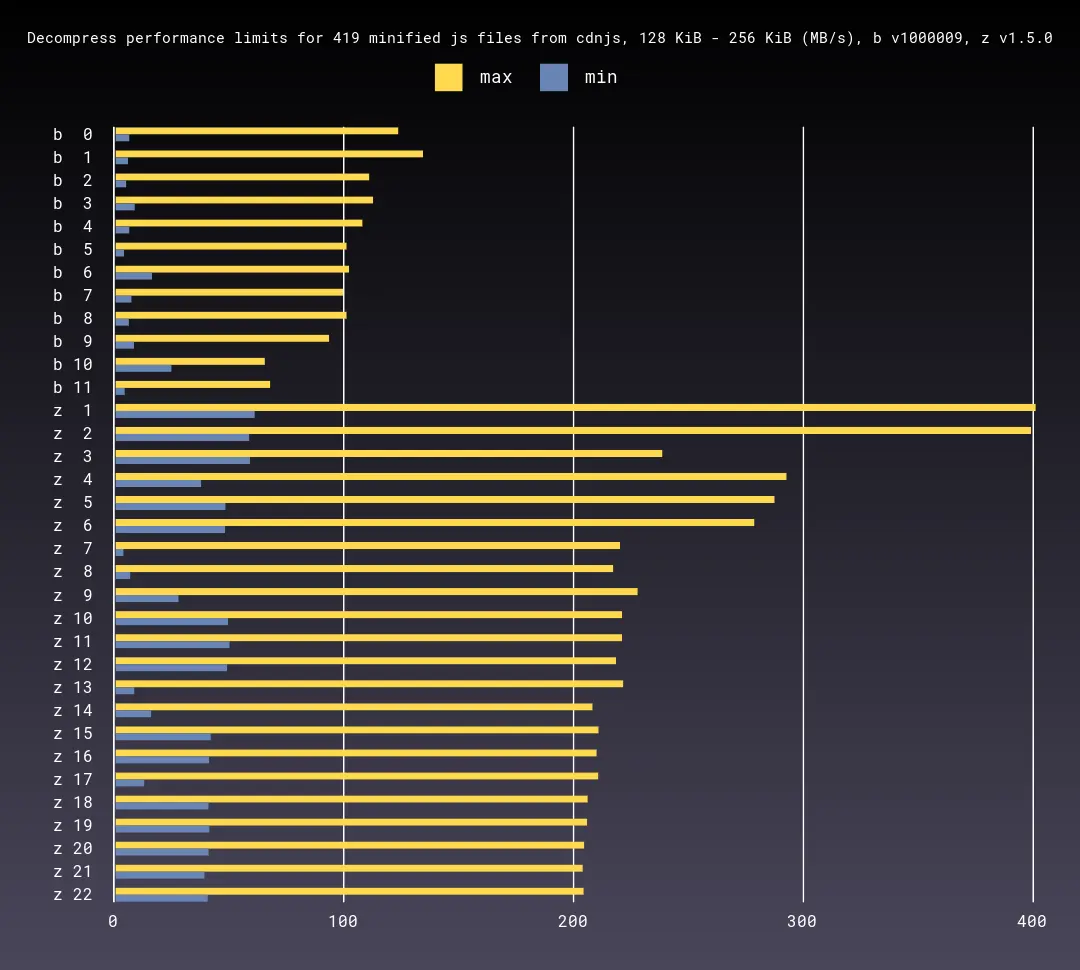 Decompress performance limits for 419 minified js files from cdnjs, 128 KiB - 256 KiB (MB/s), b v1000009, z v1.5.0
max min
b 0
b 1
b 2
b 3
b 4
b 5
b 6
b 7
b 8
b 9
b 10
b 11
z 1
z 2
z 3
z 4
z 5
z 6
z 7
z 8
z 9
z 10
z 11
z 12
z 13
z 14
z 15
z 16
z 17
z 18
z 19
z 20
z 21
z 22
0 100 200 300 400